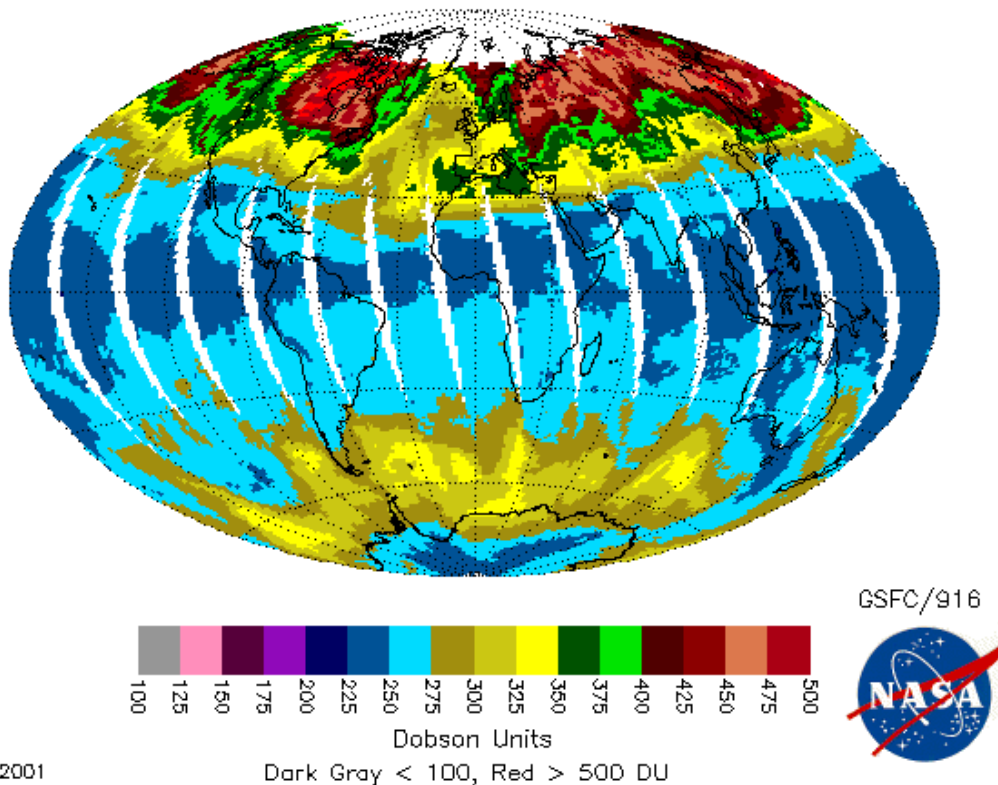 GSFC/916
NASA
100 125 150 175 200 225 250 275 300 325 350 375 400 425 450 475 500
Dobson Units
2001
Dark Gray < 100, Red > 500 DU